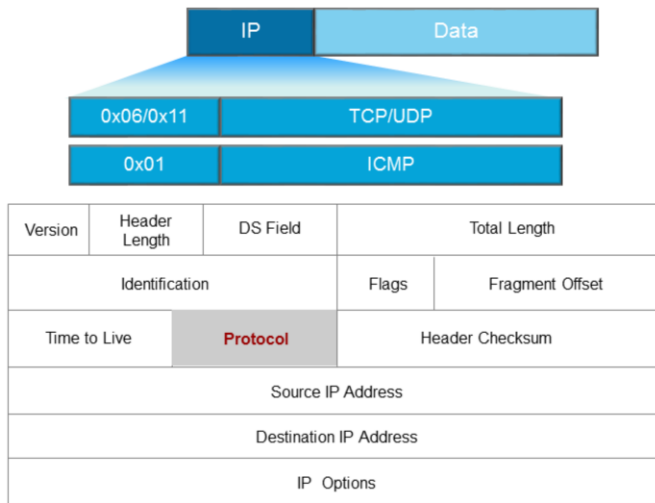 IP Data
0x06/0x11 TCP/UDP
0x01 ICMP
Version Header Length DS Field Total Length
Identification Flags Fragment Offset
Time to Live Protocol Header Checksum
Source IP Address
Destination IP Address
IP Options